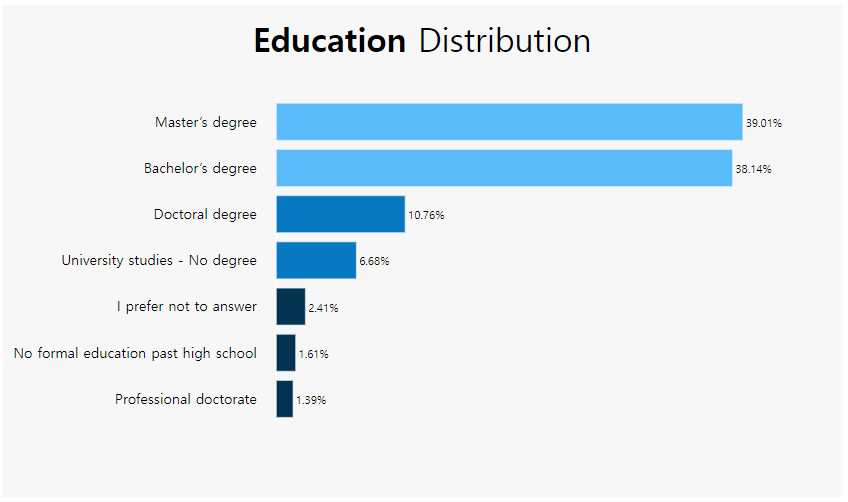 Education Distribution
Master’s degree 39.01%
Bachelor’s degree 38.14%
Doctoral degree 10.76%
University studies - No degree 6.68%
I prefer not to answer 2.41%
No formal education past high school 1.61%
Professional doctorate 1.39%